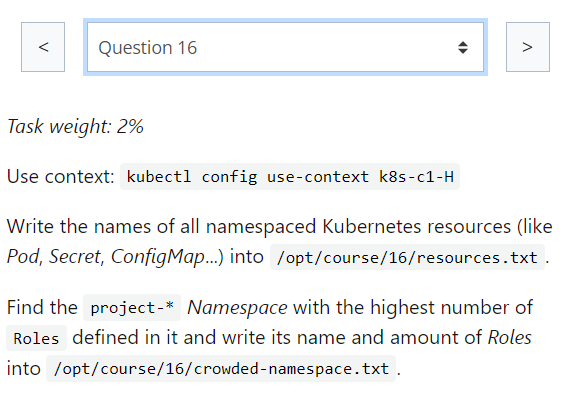 < Question 16 >
Task weight: 2%
Use context: kubectl config use-context k8s-c1-H
Write the names of all namespaced Kubernetes resources (like
Pod, Secret, ConfigMap...) into /opt/course/16/resources.txt .
Find the project-* Namespace with the highest number of
Roles defined in it and write its name and amount of Roles
into /opt/course/16/crowded-namespace.txt .